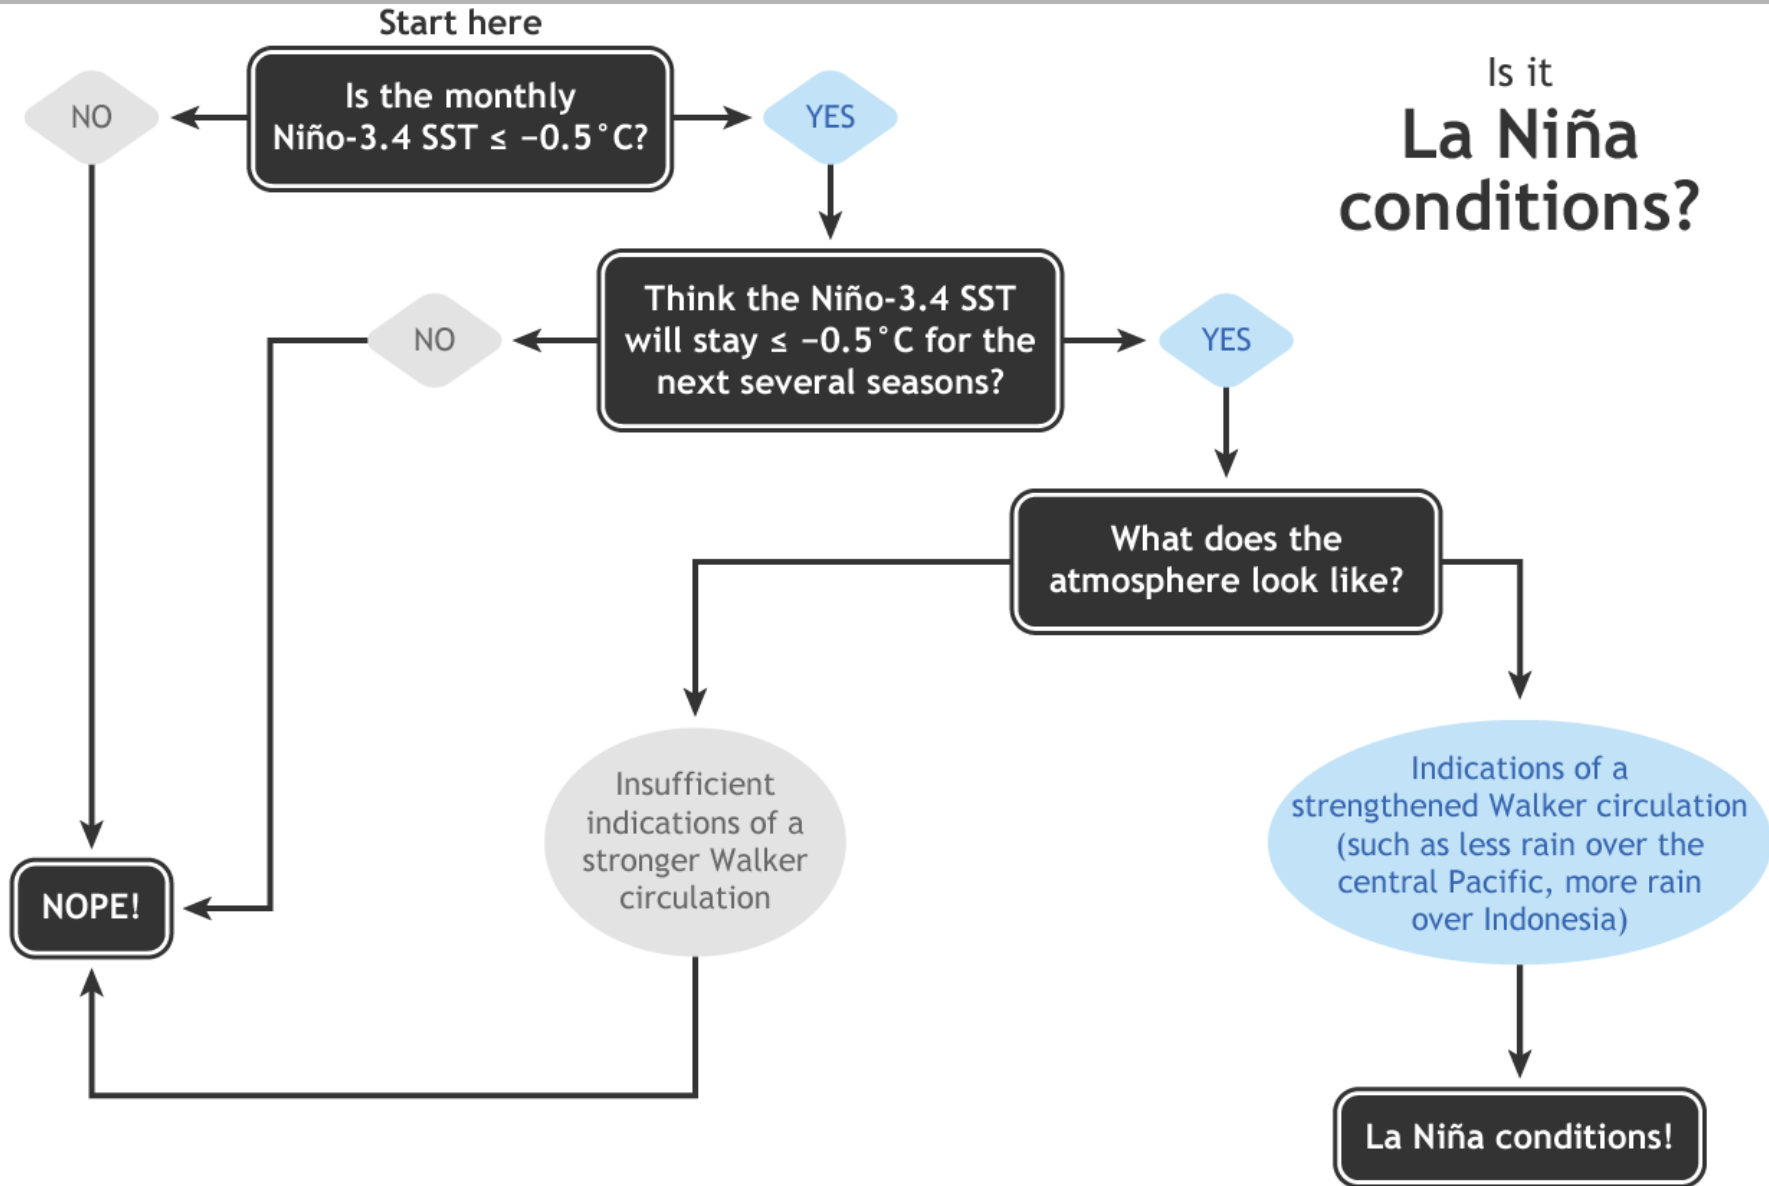 Start here
Is it
La Niña
conditions?
NO
Is the monthly
Niño-3.4 SST ≤ −0.5°C?
YES
NO
Think the Niño-3.4 SST
will stay ≤ −0.5°C for the
next several seasons?
YES
What does the
atmosphere look like?
Insufficient
indications of a
stronger Walker
circulation
Indications of a
strengthened Walker circulation
(such as less rain over the
central Pacific, more rain
over Indonesia)
NOPE!
La Niña conditions!